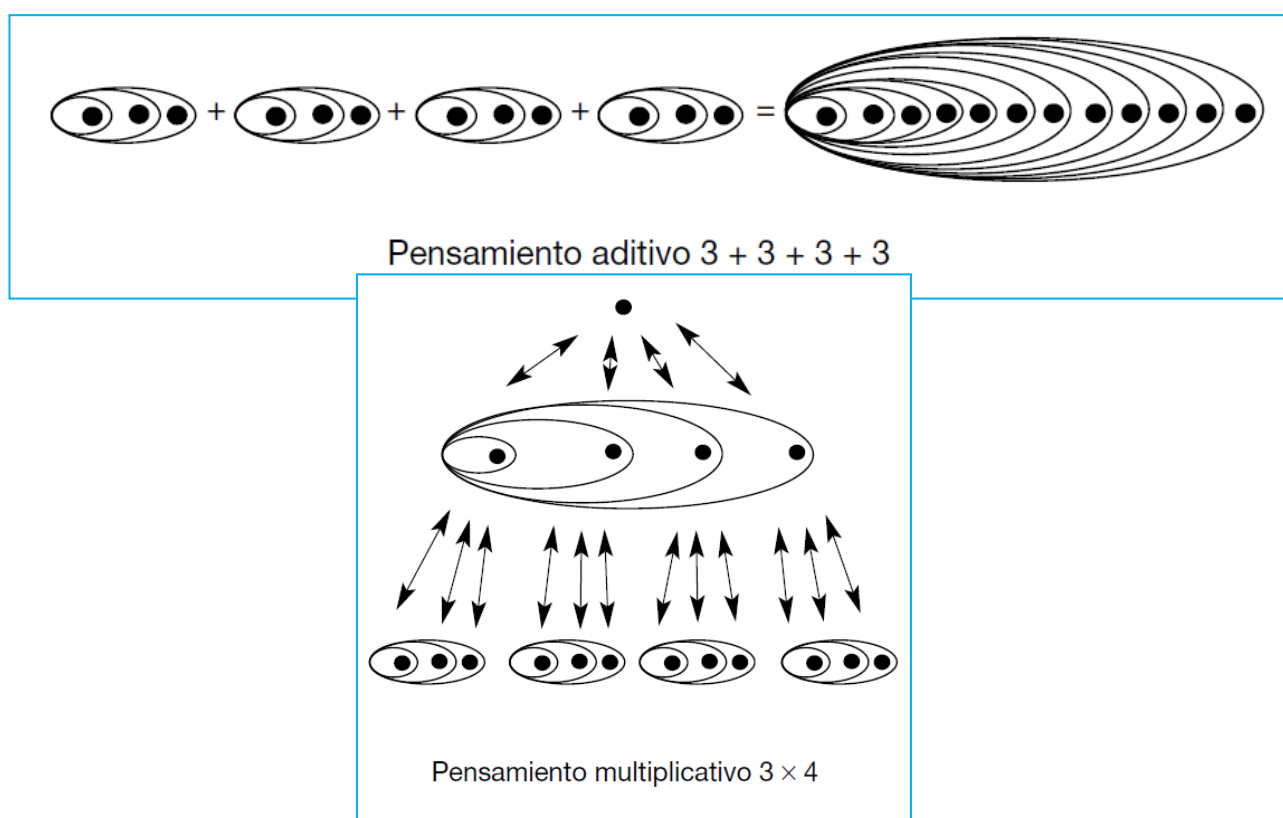 + + + =
Pensamiento aditivo 3 + 3 + 3 + 3
Pensamiento multiplicativo 3 × 4